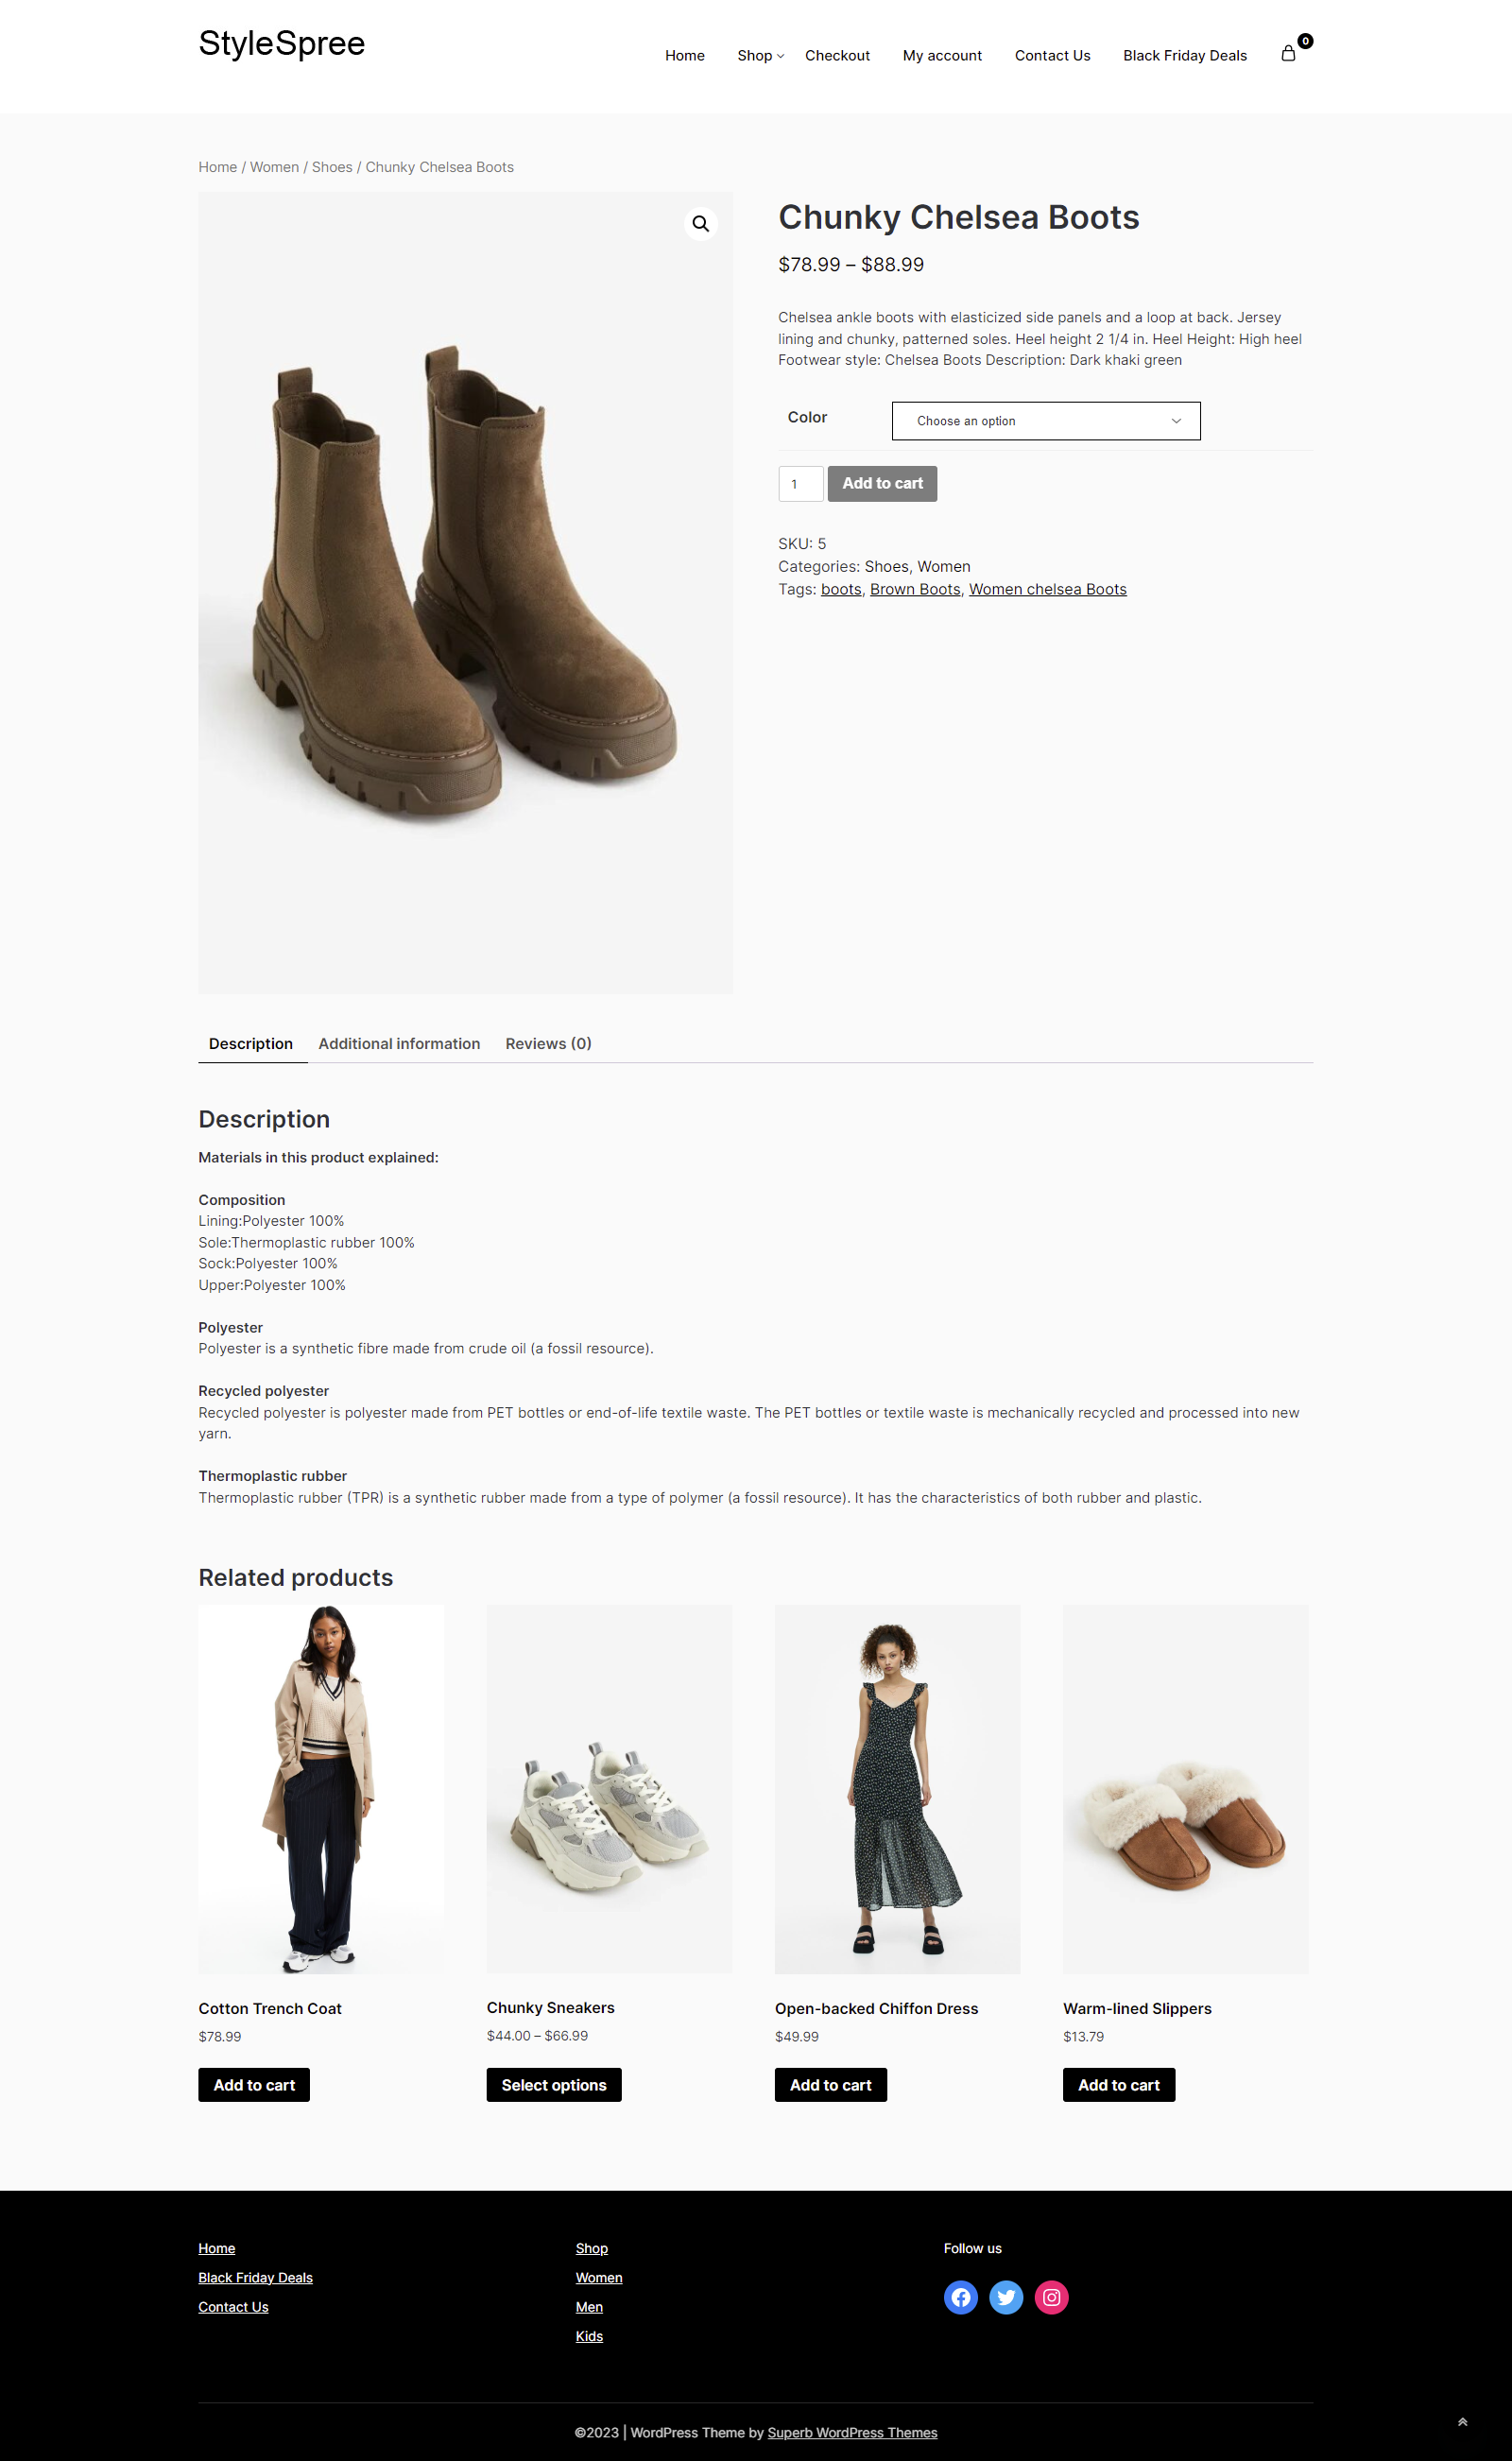 StyleSpree
Home Shop Checkout My account Contact Us Black Friday Deals 0
Home / Women / Shoes / Chunky Chelsea Boots
Chunky Chelsea Boots
$78.99 – $88.99
Chelsea ankle boots with elasticized side panels and a loop at back. Jersey
lining and chunky, patterned soles. Heel height 2 1/4 in. Heel Height: High heel
Footwear style: Chelsea Boots Description: Dark khaki green
Color Choose an option
1 Add to cart
SKU: 5
Categories: Shoes, Women
Tags: boots, Brown Boots, Women chelsea Boots
Description Additional information Reviews (0)
Description
Materials in this product explained:
Composition
Lining:Polyester 100%
Sole:Thermoplastic rubber 100%
Sock:Polyester 100%
Upper:Polyester 100%
Polyester
Polyester is a synthetic fibre made from crude oil (a fossil resource).
Recycled polyester
Recycled polyester is polyester made from PET bottles or end-of-life textile waste. The PET bottles or textile waste is mechanically recycled and processed into new
yarn.
Thermoplastic rubber
Thermoplastic rubber (TPR) is a synthetic rubber made from a type of polymer (a fossil resource). It has the characteristics of both rubber and plastic.
Related products
Cotton Trench Coat
$78.99
Add to cart
Chunky Sneakers
$44.00 – $66.99
Select options
Open-backed Chiffon Dress
$49.99
Add to cart
Warm-lined Slippers
$13.79
Add to cart
Home
Black Friday Deals
Contact Us
Shop
Women
Men
Kids
Follow us
©2023 | WordPress Theme by Superb WordPress Themes